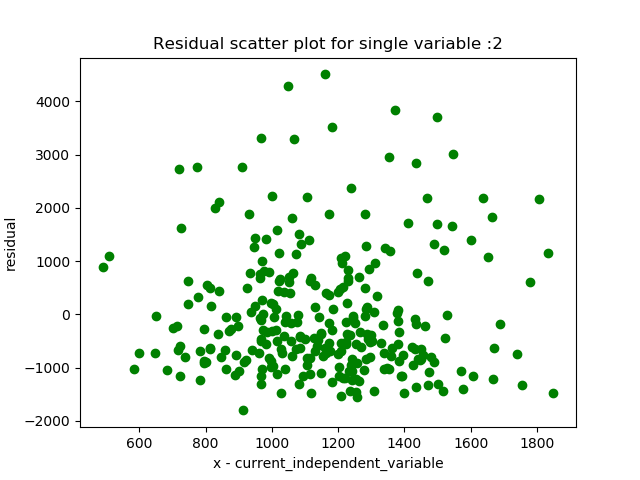 Residual scatter plot for single variable :2
residual
4000
3000
2000
1000
0
−1000
−2000
600 800 1000 1200 1400 1600 1800
x - current_independent_variable